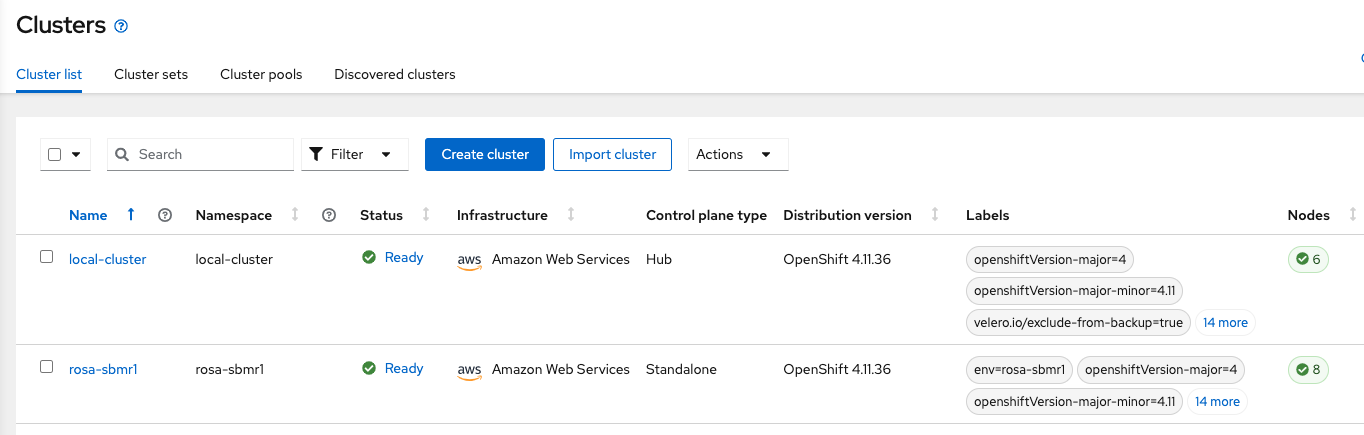 Clusters
Cluster list Cluster sets Cluster pools Discovered clusters
Search Filter Create cluster Import cluster Actions
Name Namespace Status Infrastructure Control plane type Distribution version Labels Nodes
local-cluster local-cluster Ready aws Amazon Web Services Hub OpenShift 4.11.36 openshiftVersion-major=4 6
openshiftVersion-major-minor=4.11
velero.io/exclude-from-backup=true 14 more
rosa-sbmr1 rosa-sbmr1 Ready aws Amazon Web Services Standalone OpenShift 4.11.36 env=rosa-sbmr1 openshiftVersion-major=4 8
openshiftVersion-major-minor=4.11 14 more